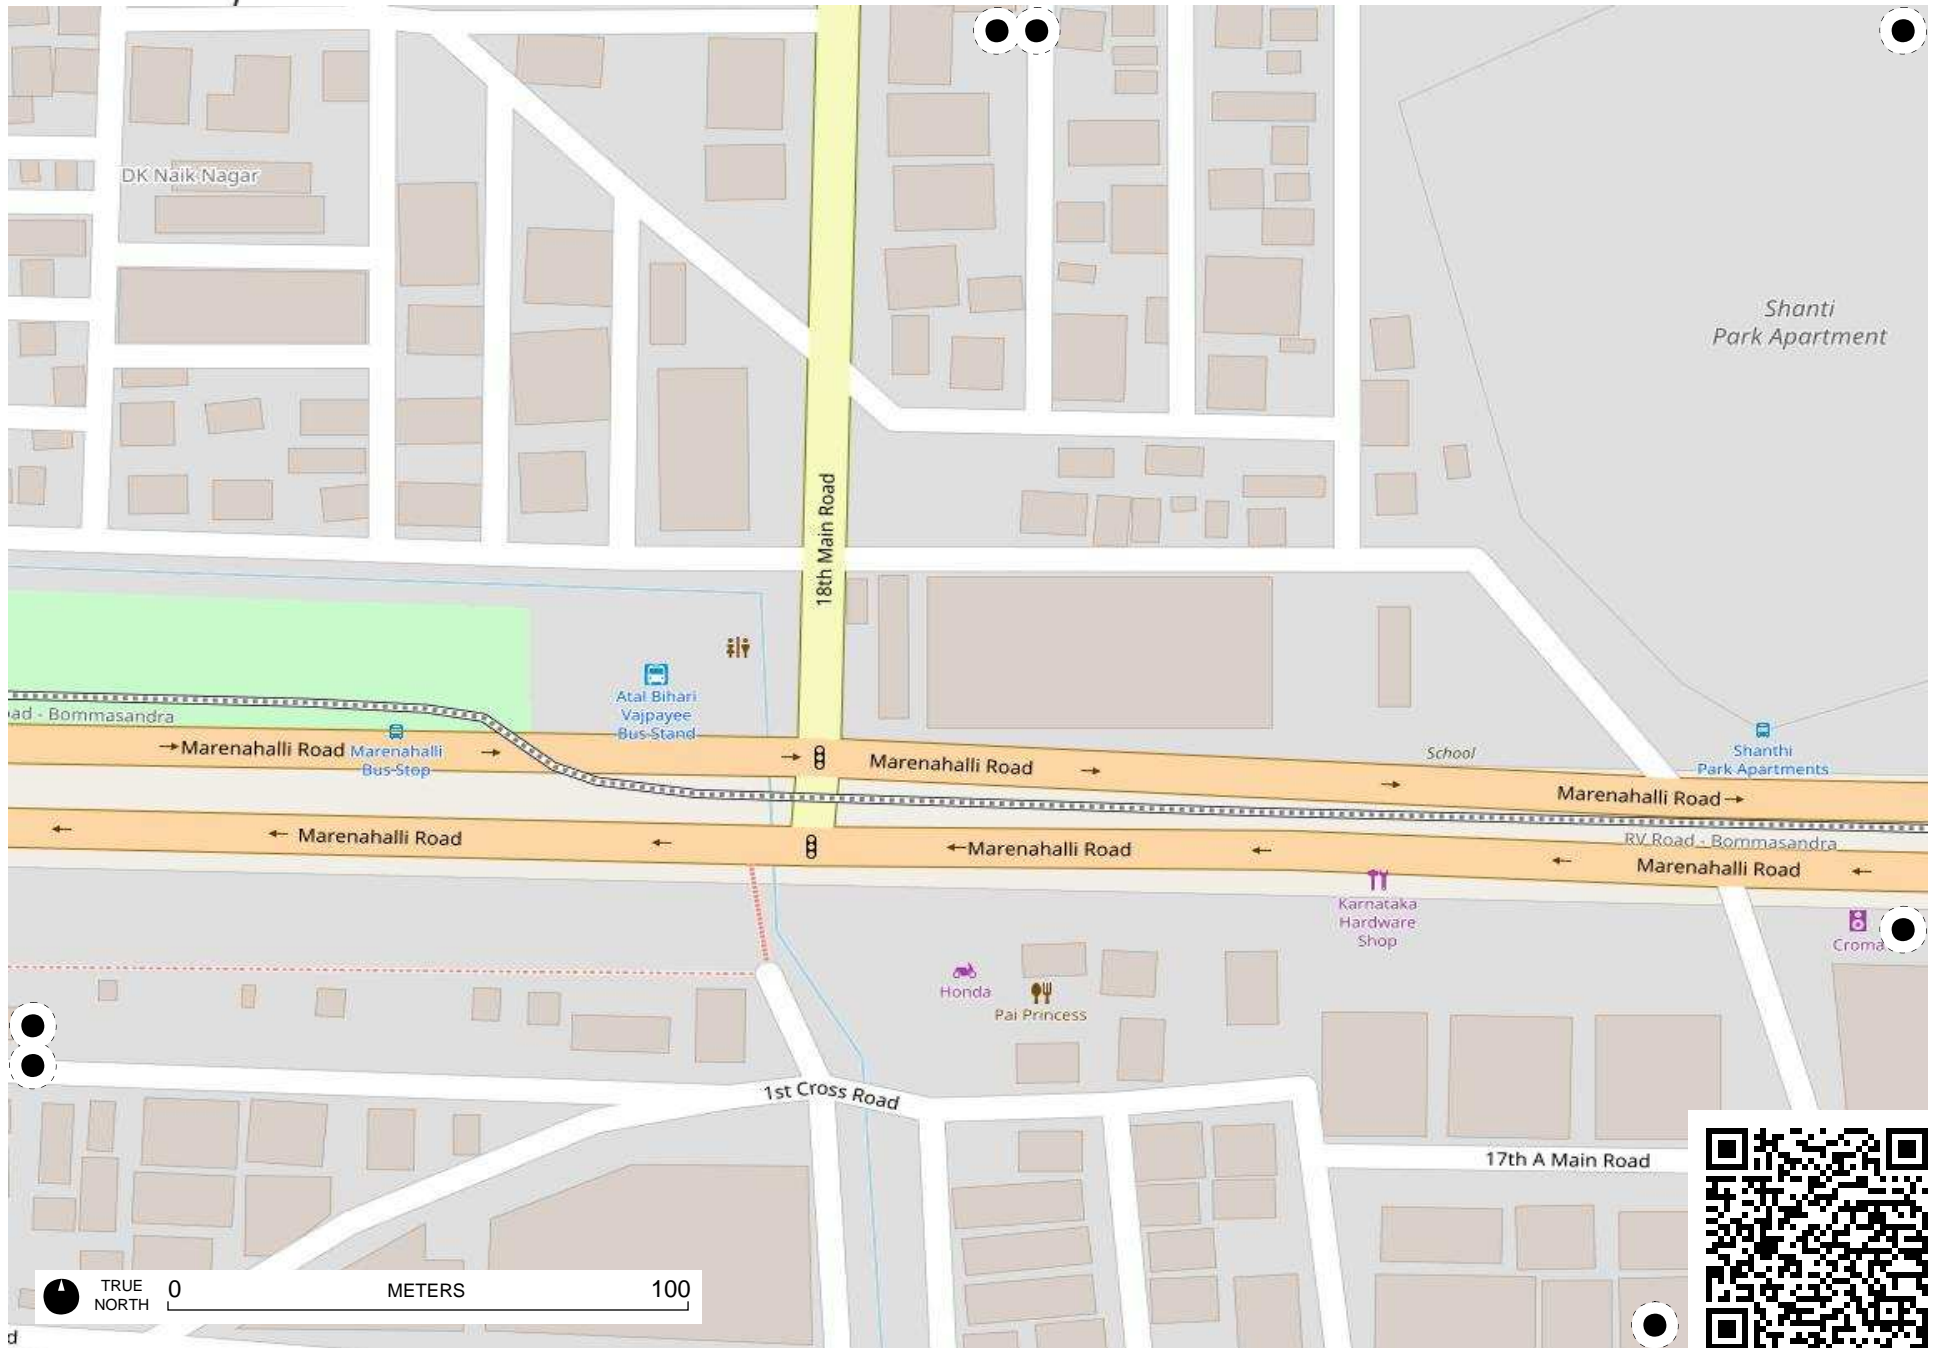 DK Naik Nagar
Shanti
Park Apartment
18th Main Road
Atal Bihari
Vajpayee
Bus Stand
ad - Bommasandra
Marenahalli Road
Marenahalli
Bus Stop
Marenahalli Road
School
Shanthi
Park Apartments
Marenahalli Road
Marenahalli Road
Marenahalli Road
RV Road - Bommasandra
Marenahalli Road
Karnataka
Hardware
Shop
Croma
Honda
Pai Princess
1st Cross Road
17th A Main Road
TRUE
NORTH
0 METERS 100
d